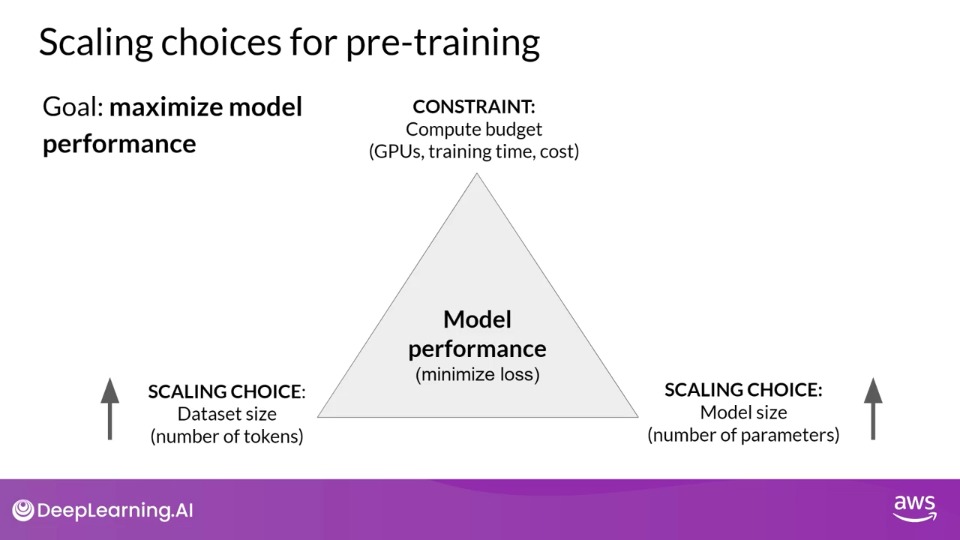 Scaling choices for pre-training
Goal: maximize model
performance
CONSTRAINT:
Compute budget
(GPUs, training time, cost)
Model
performance
(minimize loss)
SCALING CHOICE:
Dataset size
(number of tokens)
SCALING CHOICE:
Model size
(number of parameters)
DeepLearning.AI
aws